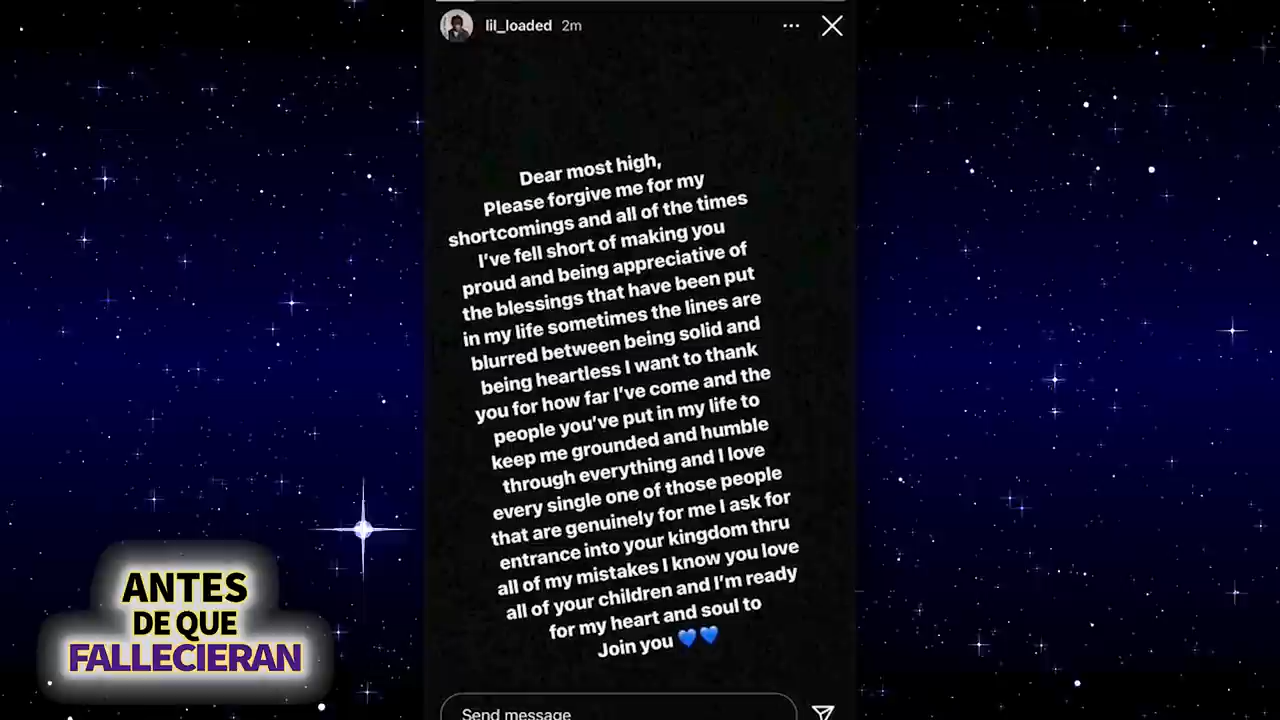 lil_loaded 2m
Dear most high,
Please forgive me for my
shortcomings and all of the times
I've fell short of making you
proud and being appreciative of
the blessings that have been put
in my life sometimes the lines are
blurred between being solid and
being heartless I want to thank
you for how far I've come and the
people you've put in my life to
keep me grounded and humble
through everything and I love
every single one of those people
that are genuinely for me I ask for
entrance into your kingdom thru
all of my mistakes I know you love
all of your children and I'm ready
for my heart and soul to
Join you 💙💙
Send message
ANTES
DE QUE
FALLECIERAN